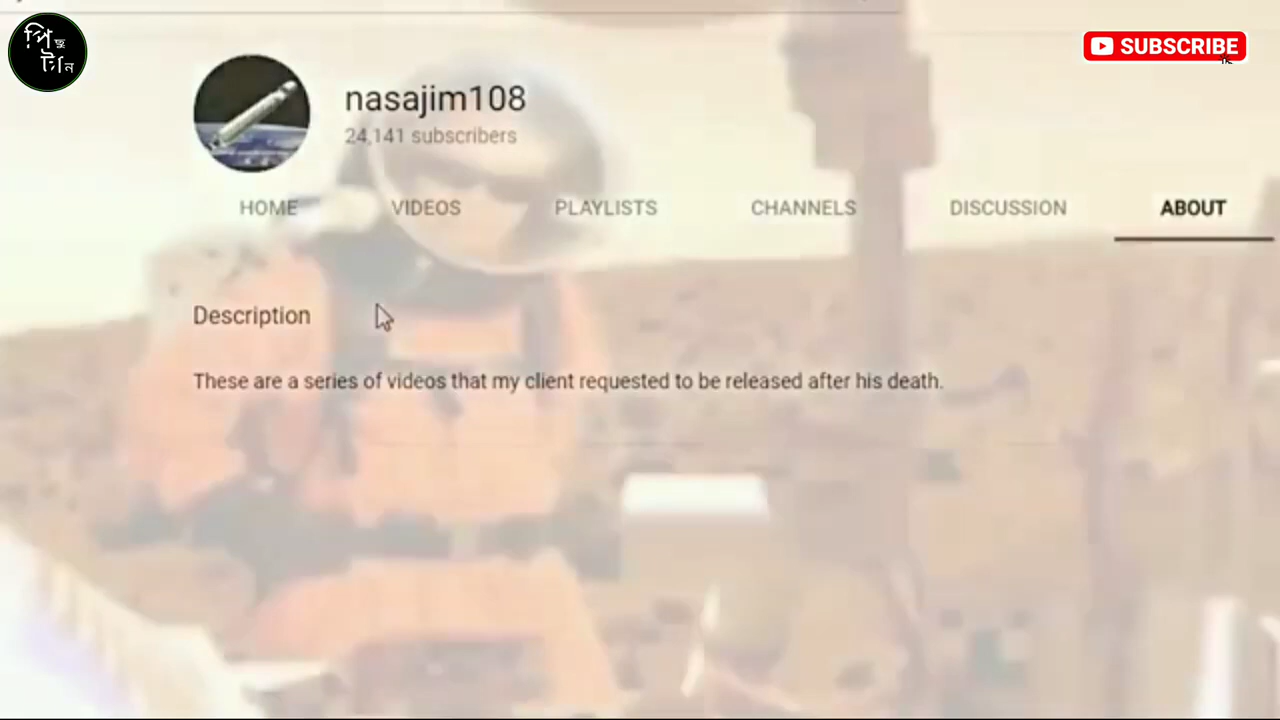 পিছু
টান
SUBSCRIBE
nasajim108
24,141 subscribers
HOME VIDEOS PLAYLISTS CHANNELS DISCUSSION ABOUT
Description
These are a series of videos that my client requested to be released after his death.